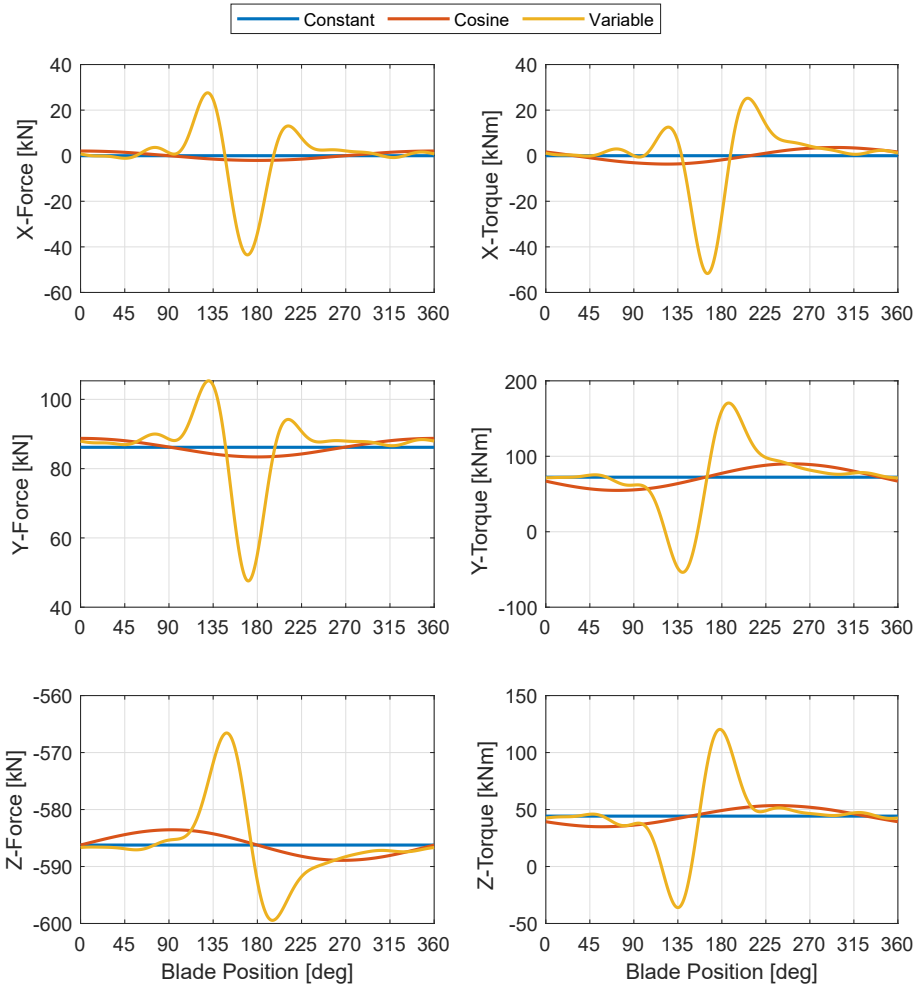 Constant Cosine Variable
X-Force [kN]
40
20
0
-20
-40
-60
0 45 90 135 180 225 270 315 360
X-Torque [kNm]
40
20
0
-20
-40
-60
0 45 90 135 180 225 270 315 360
Y-Force [kN]
100
80
60
40
0 45 90 135 180 225 270 315 360
Y-Torque [kNm]
200
100
0
-100
0 45 90 135 180 225 270 315 360
Z-Force [kN]
-560
-570
-580
-590
-600
0 45 90 135 180 225 270 315 360
Blade Position [deg]
Z-Torque [kNm]
150
100
50
0
-50
0 45 90 135 180 225 270 315 360
Blade Position [deg]